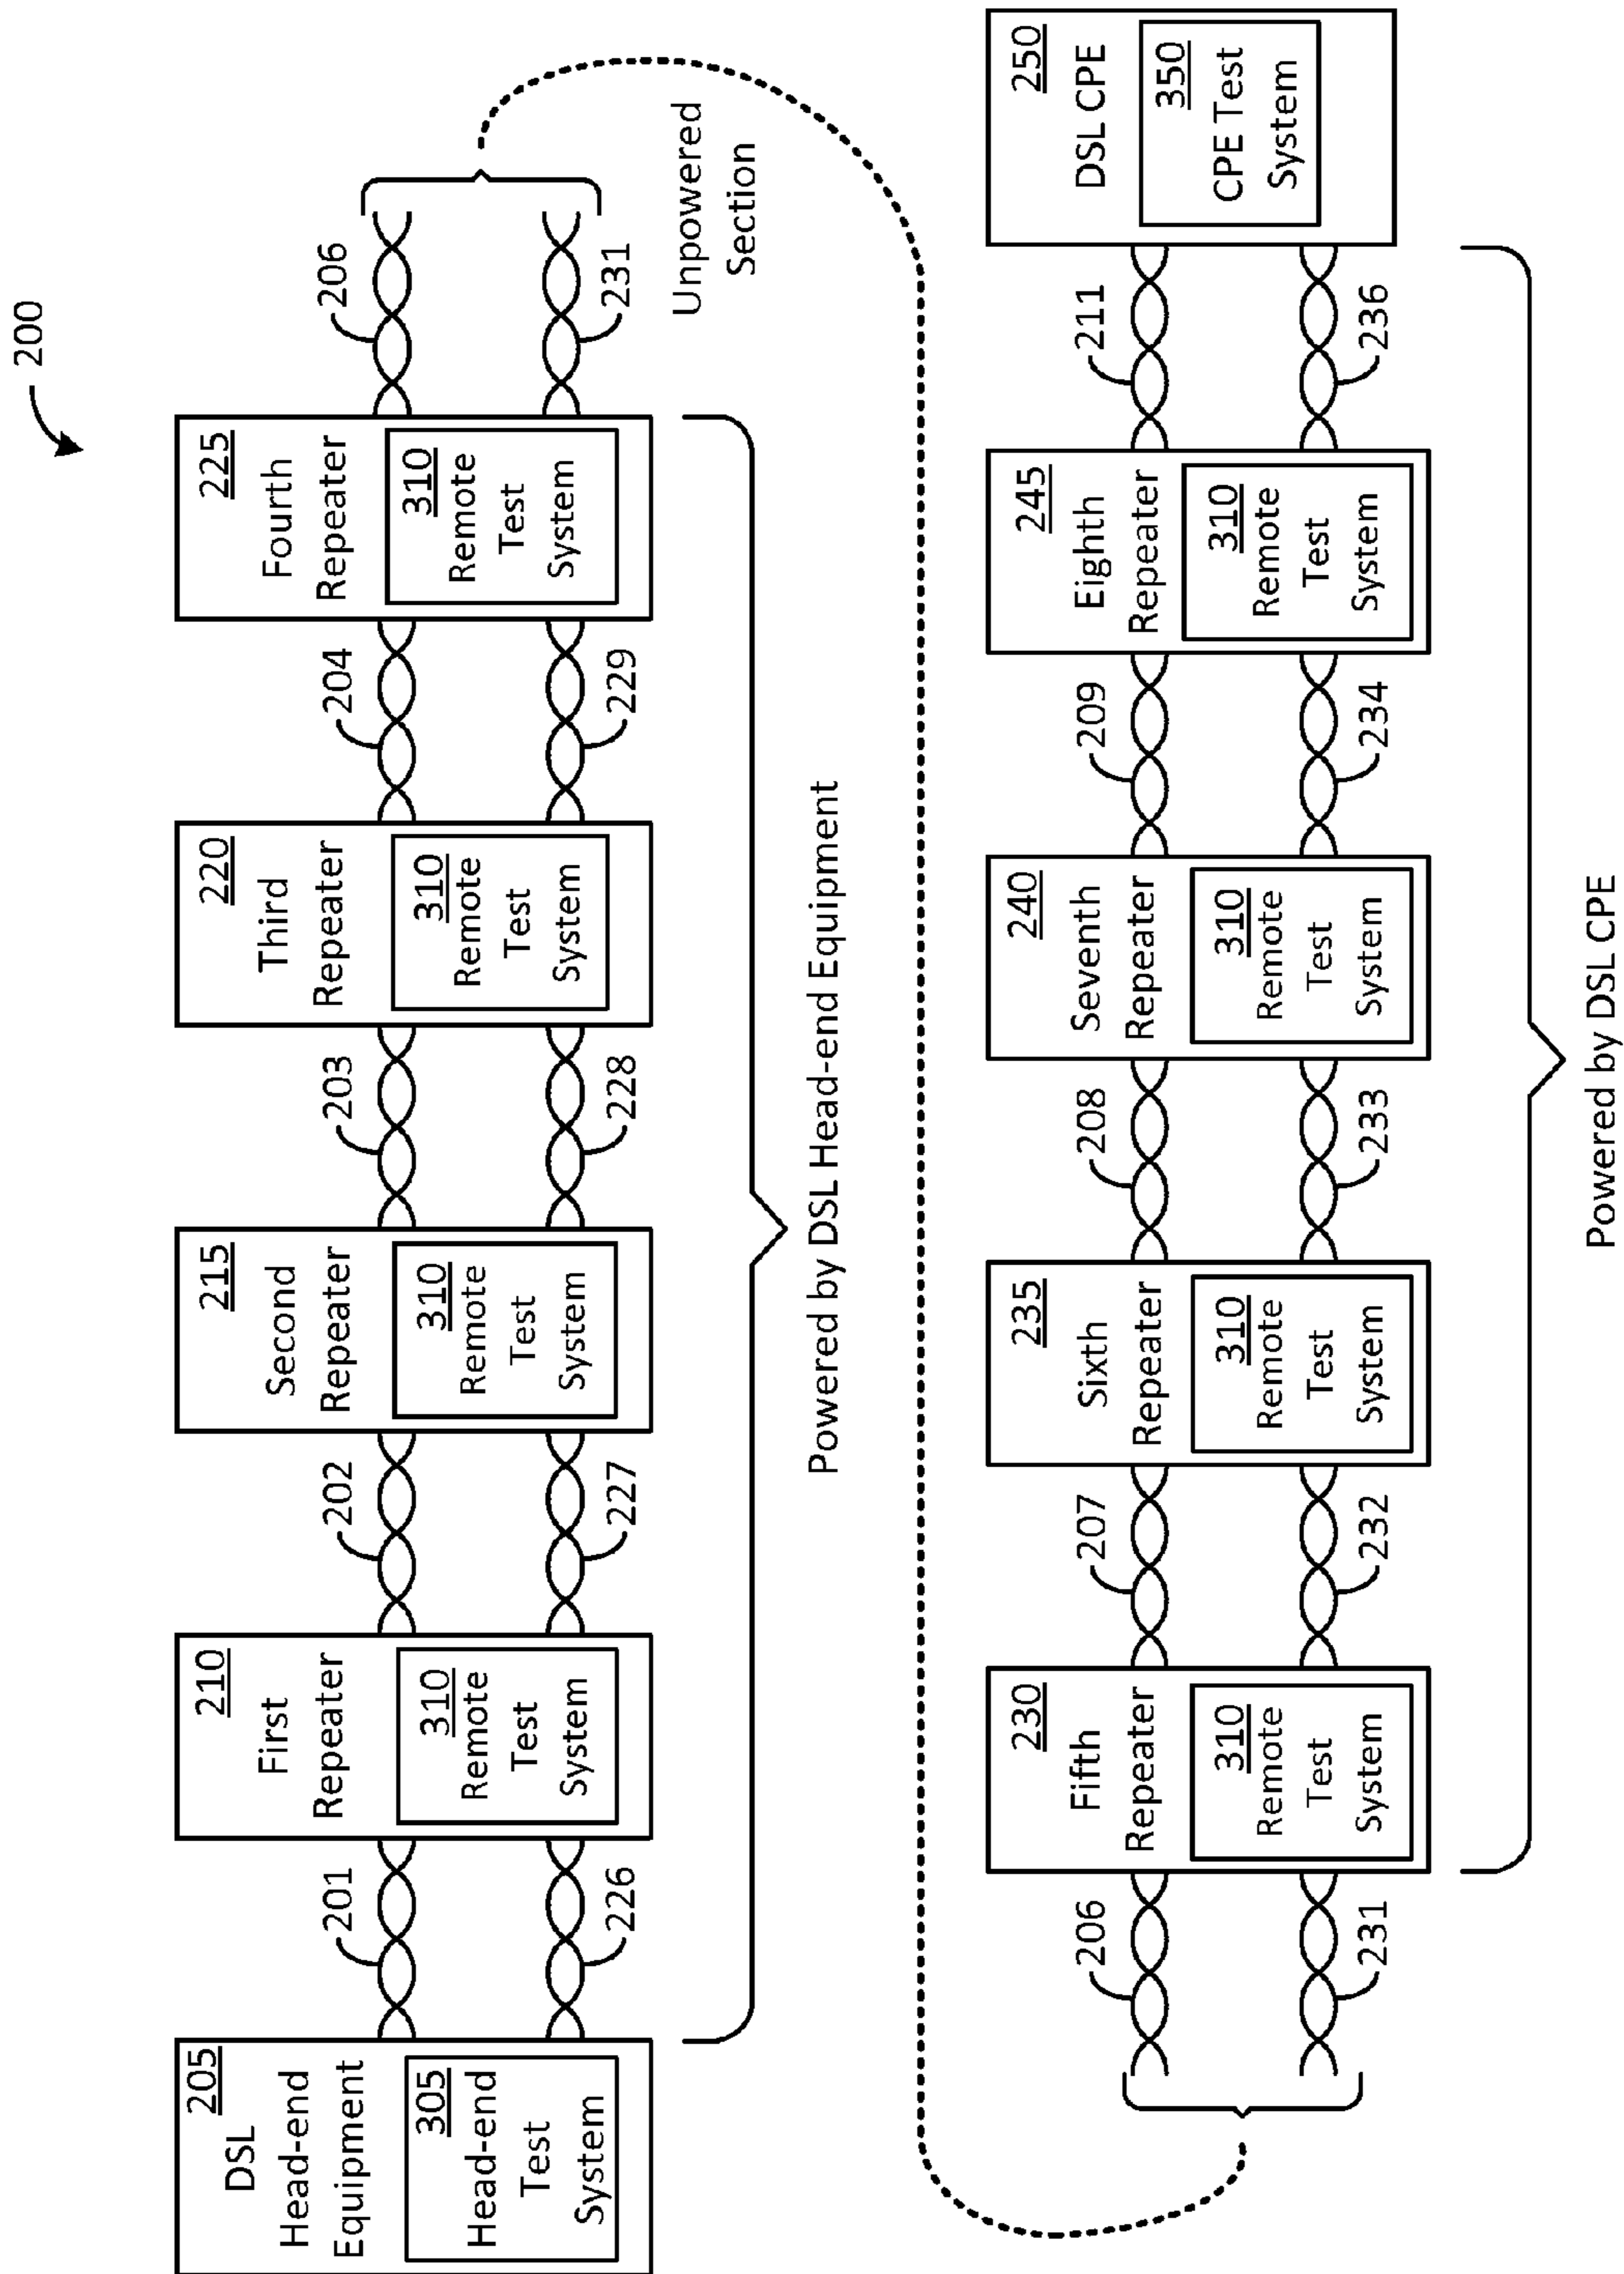 200
205
DSL
Head-end
Equipment
305
Head-end
Test
System
201
226
210
First
Repeater
310
Remote
Test
System
202
227
215
Second
Repeater
310
Remote
Test
System
203
228
220
Third
Repeater
310
Remote
Test
System
204
229
225
Fourth
Repeater
310
Remote
Test
System
206
231
Unpowered
Section
Powered by DSL Head-end Equipment
206
231
230
Fifth
Repeater
310
Remote
Test
System
207
232
235
Sixth
Repeater
310
Remote
Test
System
208
233
240
Seventh
Repeater
310
Remote
Test
System
209
234
245
Eighth
Repeater
310
Remote
Test
System
211
236
250
DSL CPE
350
CPE Test
System
Powered by DSL CPE